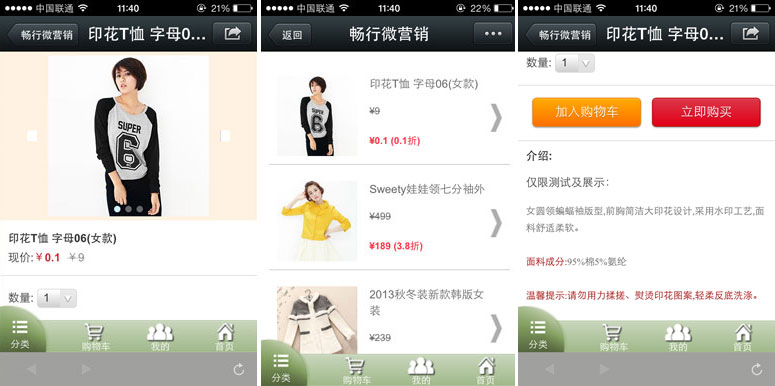 中国联通 11:40 21%
畅行微营销 印花T恤 字母0...
SUPER
6
印花T恤 字母06(女款)
现价:￥0.1 ￥9
数量: 1
分类 购物车 我的 首页
中国联通 11:40 22%
返回 畅行微营销
印花T恤 字母06(女款)
¥9
¥0.1 (0.1折)
Sweety娃娃领七分袖外
¥499
¥189 (3.8折)
2013秋冬装新款韩版女
装
¥239
分类 购物车 我的 首页
中国联通 11:40 21%
畅行微营销 印花T恤 字母0...
数量: 1
加入购物车 立即购买
介绍:
仅限测试及展示：
女圆领蝙蝠袖版型,前胸简洁大印花设计,采用水印工艺,面
料舒适柔软。
面料成分:95%棉5%氨纶
温馨提示:请勿用力揉搓、熨烫印花图案,轻柔反底洗涤。
分类 购物车 我的 首页